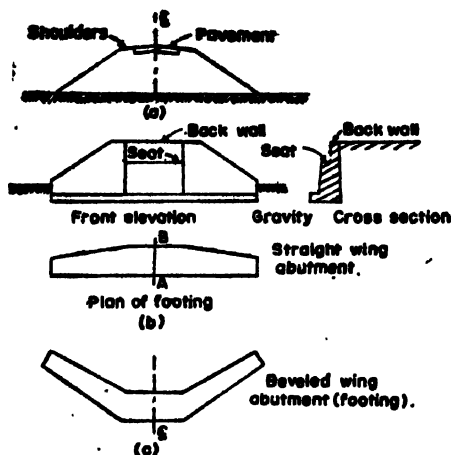 ℄
Shoulders Pavement
(a)
Back wall
Seat
Back wall
Seat
Front elevation Gravity Cross section
B
Straight wing
abutment.
A
Plan of footing
(b)
Beveled wing
abutment (footing).
℄
(c)